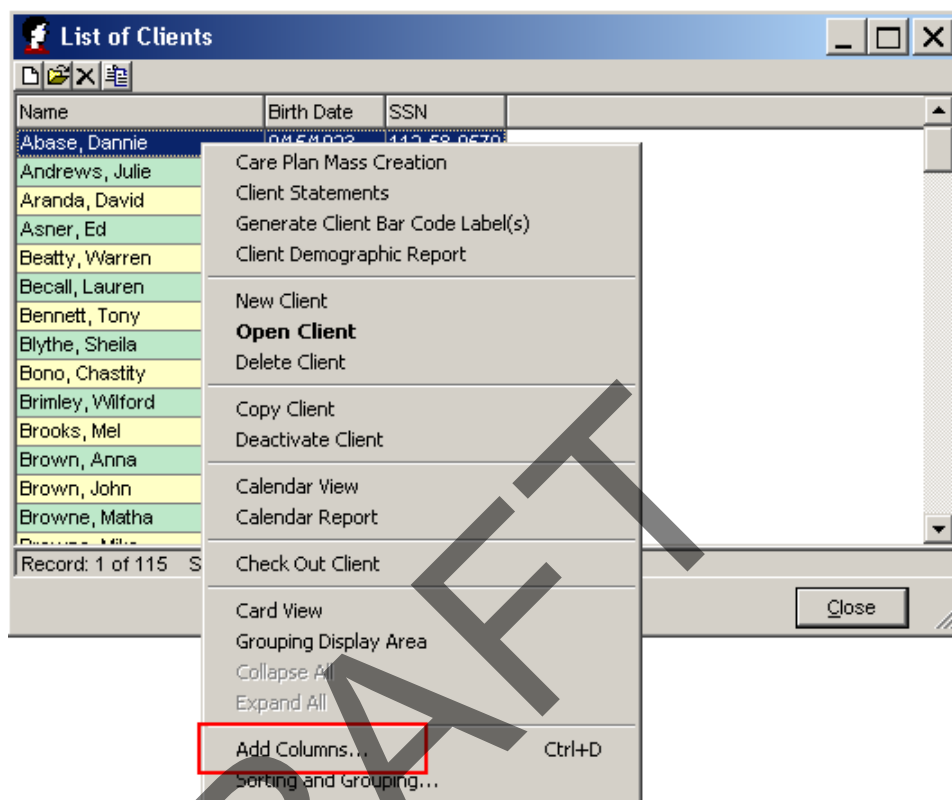 List of Clients
Name Birth Date SSN
Abase, Dannie
Andrews, Julie
Aranda, David
Asner, Ed
Beatty, Warren
Becall, Lauren
Bennett, Tony
Blythe, Sheila
Bono, Chastity
Brimley, Wilford
Brooks, Mel
Brown, Anna
Brown, John
Browne, Matha
Record: 1 of 115 S
Care Plan Mass Creation
Client Statements
Generate Client Bar Code Label(s)
Client Demographic Report
New Client
Open Client
Delete Client
Copy Client
Deactivate Client
Calendar View
Calendar Report
Check Out Client
Card View
Grouping Display Area
Collapse All
Expand All
Add Columns... Ctrl+D
Sorting and Grouping...
Close
DRAFT